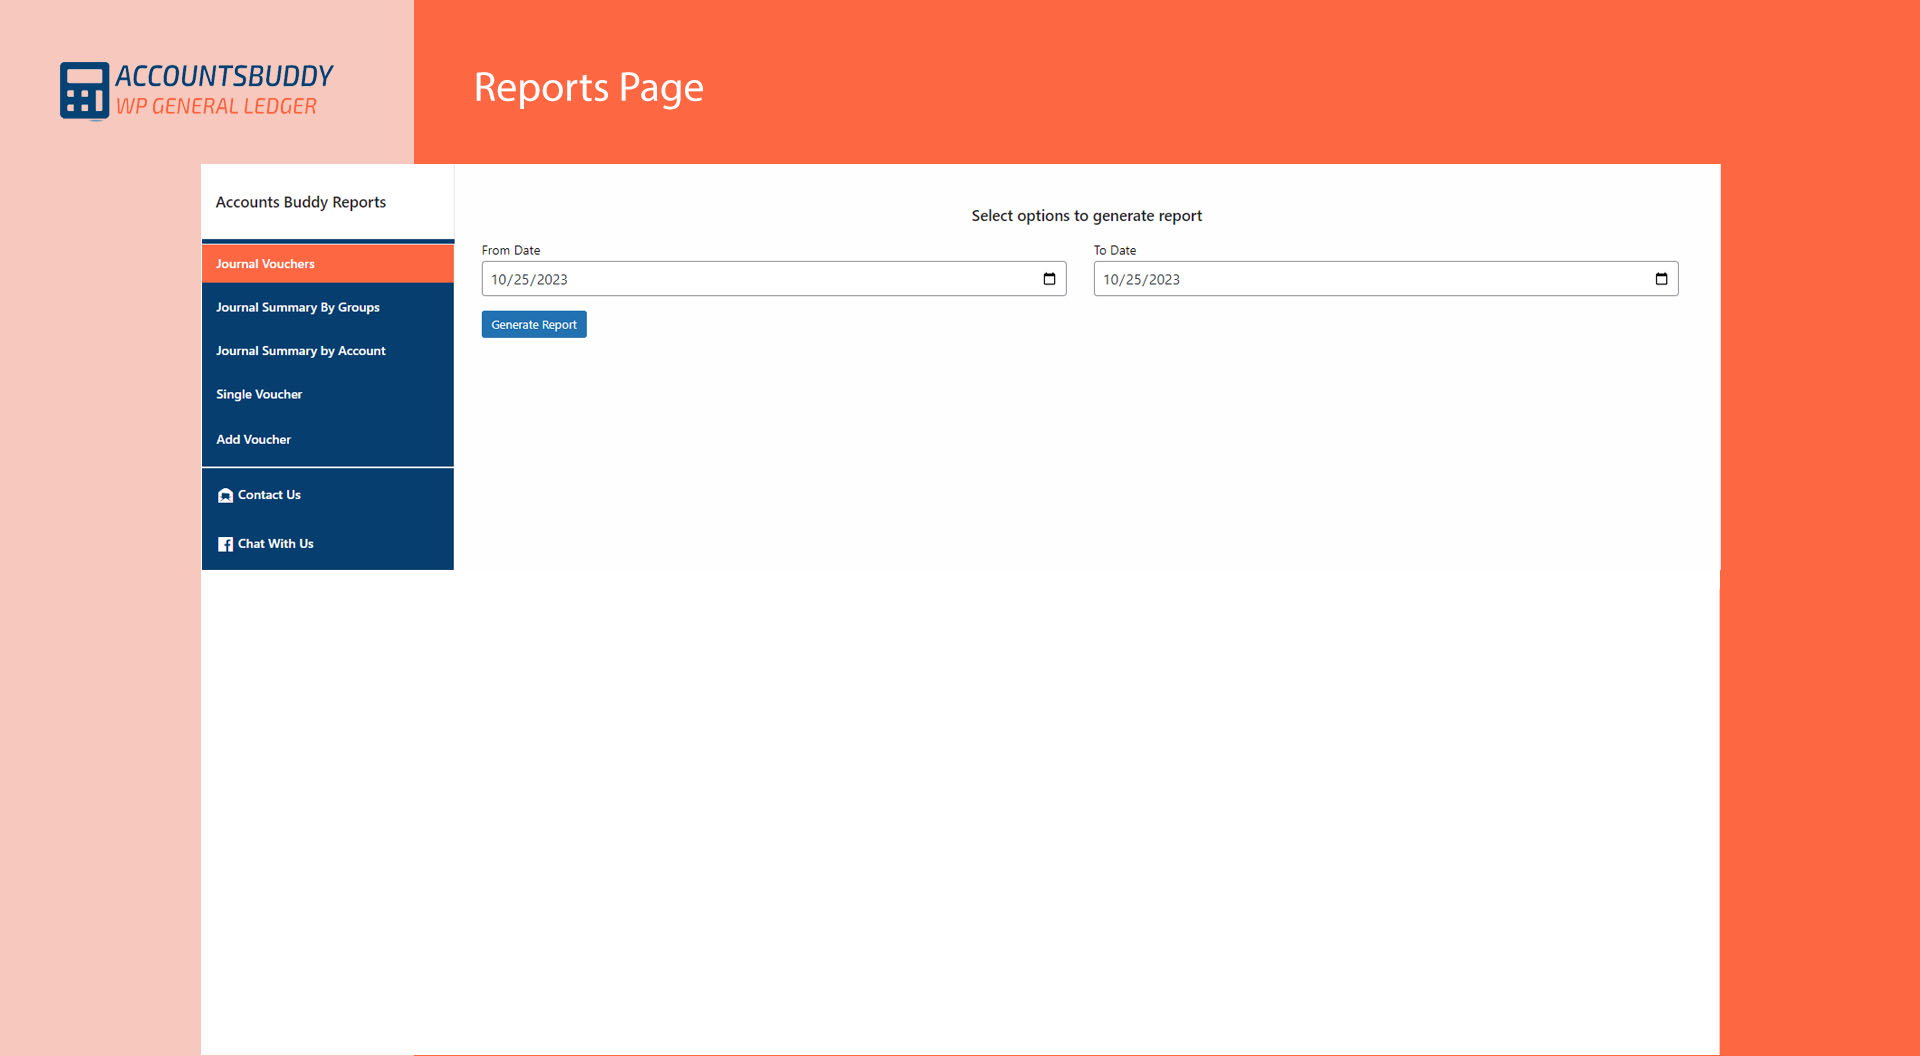 ACCOUNTSBUDDY
WP GENERAL LEDGER
Reports Page
Accounts Buddy Reports
Journal Vouchers
Journal Summary By Groups
Journal Summary by Account
Single Voucher
Add Voucher
Contact Us
Chat With Us
Select options to generate report
From Date
10/25/2023
To Date
10/25/2023
Generate Report